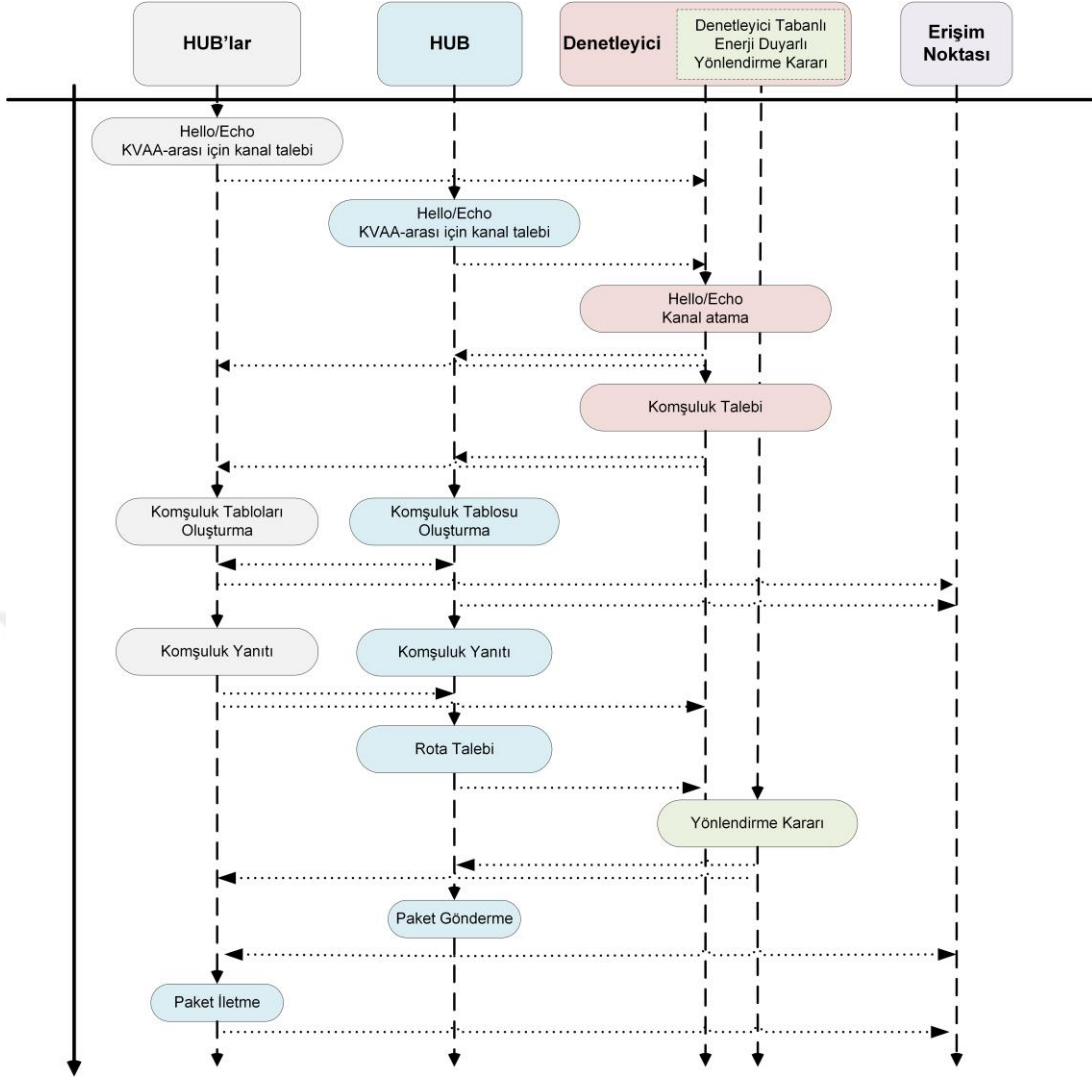 HUB'lar
HUB
Denetleyici
Denetleyici Tabanlı
Enerji Duyarlı
Yönlendirme Kararı
Erişim
Noktası
Hello/Echo
KVAA-arası için kanal talebi
Hello/Echo
KVAA-arası için kanal talebi
Hello/Echo
Kanal atama
Komşuluk Talebi
Komşuluk Tabloları
Oluşturma
Komşuluk Tablosu
Oluşturma
Komşuluk Yanıtı
Komşuluk Yanıtı
Rota Talebi
Yönlendirme Kararı
Paket Gönderme
Paket İletme